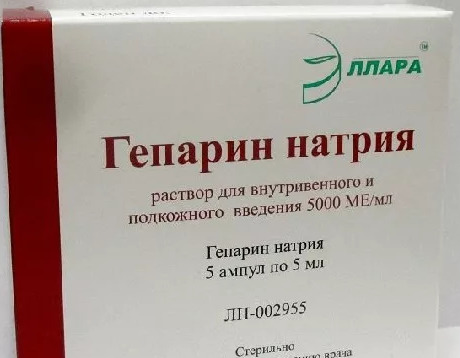 ЭЛЛАРА
Гепарин натрия
раствор для внутривенного и
подкожного введения 5000 МЕ/мл
Гепарин натрия
5 ампул по 5 мл
ЛП-002955
Стерильно
врача